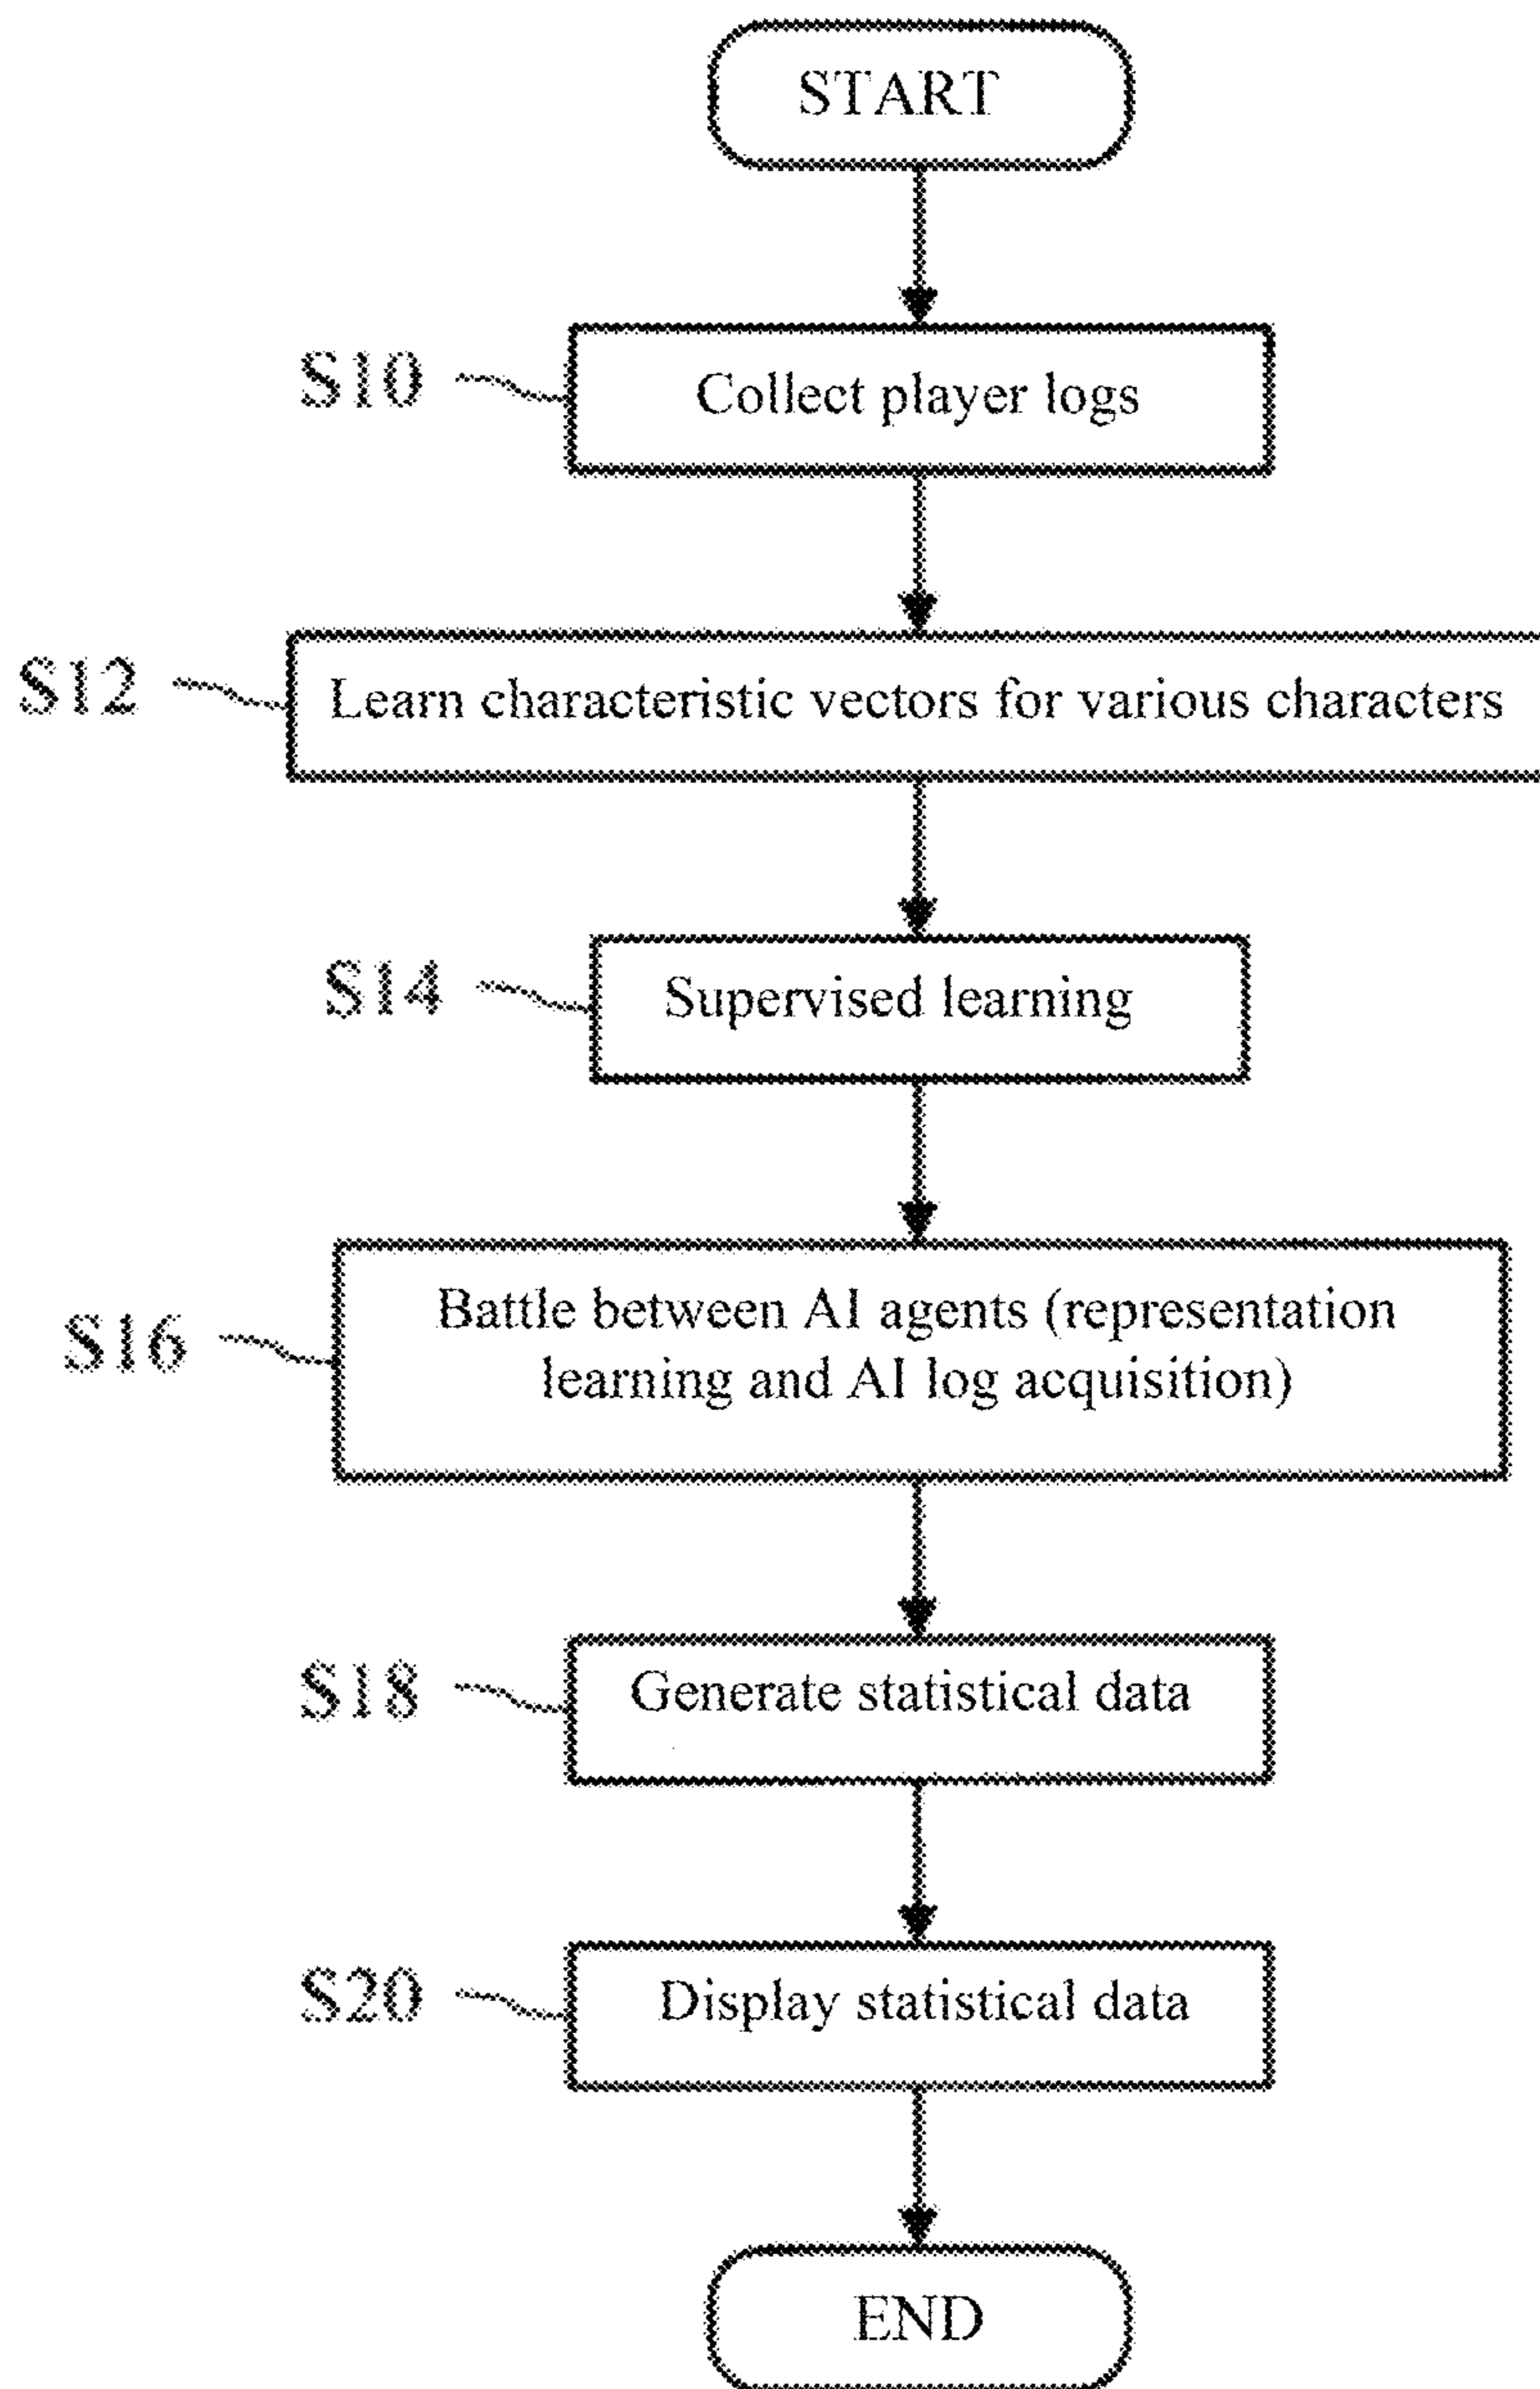 START
S10
Collect player logs
S12
Learn characteristic vectors for various characters
S14
Supervised learning
S16
Battle between AI agents (representation
learning and AI log acquisition)
S18
Generate statistical data
S20
Display statistical data
END